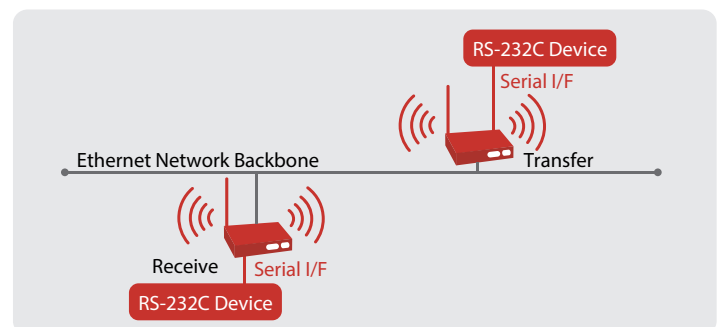 RS-232C Device
Serial I/F
Ethernet Network Backbone
Transfer
Receive
Serial I/F
RS-232C Device